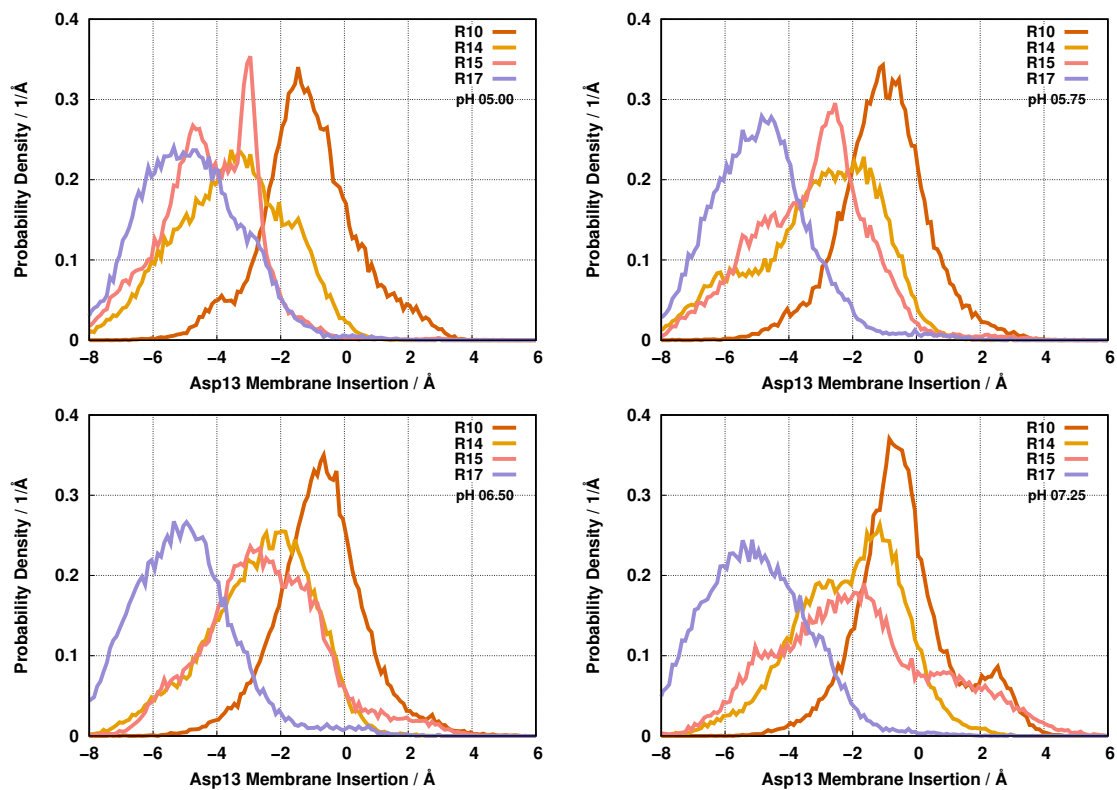 0.4
0.3
0.2
0.1
0
Probability Density / 1/Å
−8 −6 −4 −2 0 2 4 6
Asp13 Membrane Insertion / Å
R10
R14
R15
R17
pH 05.00
0.4
0.3
0.2
0.1
0
Probability Density / 1/Å
−8 −6 −4 −2 0 2 4 6
Asp13 Membrane Insertion / Å
R10
R14
R15
R17
pH 05.75
0.4
0.3
0.2
0.1
0
Probability Density / 1/Å
−8 −6 −4 −2 0 2 4 6
Asp13 Membrane Insertion / Å
R10
R14
R15
R17
pH 06.50
0.4
0.3
0.2
0.1
0
Probability Density / 1/Å
−8 −6 −4 −2 0 2 4 6
Asp13 Membrane Insertion / Å
R10
R14
R15
R17
pH 07.25